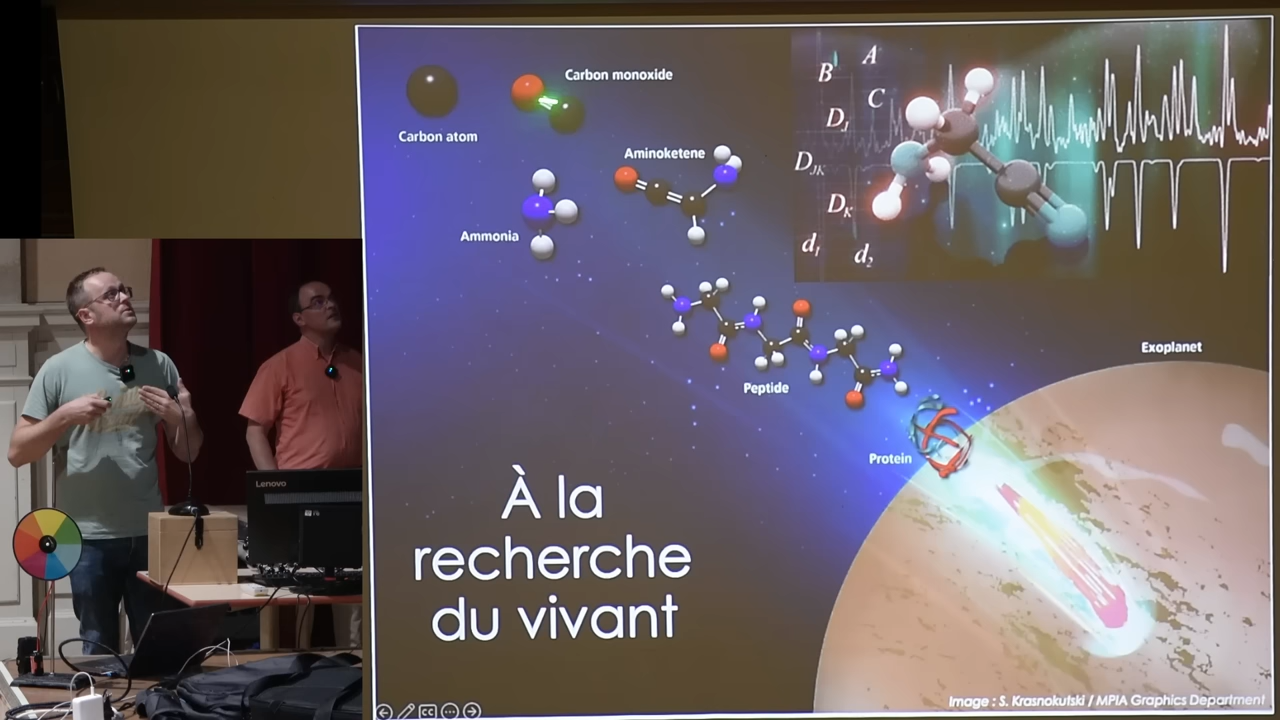 Carbon atom
Carbon monoxide
Ammonia
Aminoketene
Peptide
Protein
Exoplanet
B
A
C
D_J
D_JK
D_K
d_1
d_2
À la
recherche
du vivant
Image : S. Krasnokutski / MPIA Graphics Department
Lenovo
CC